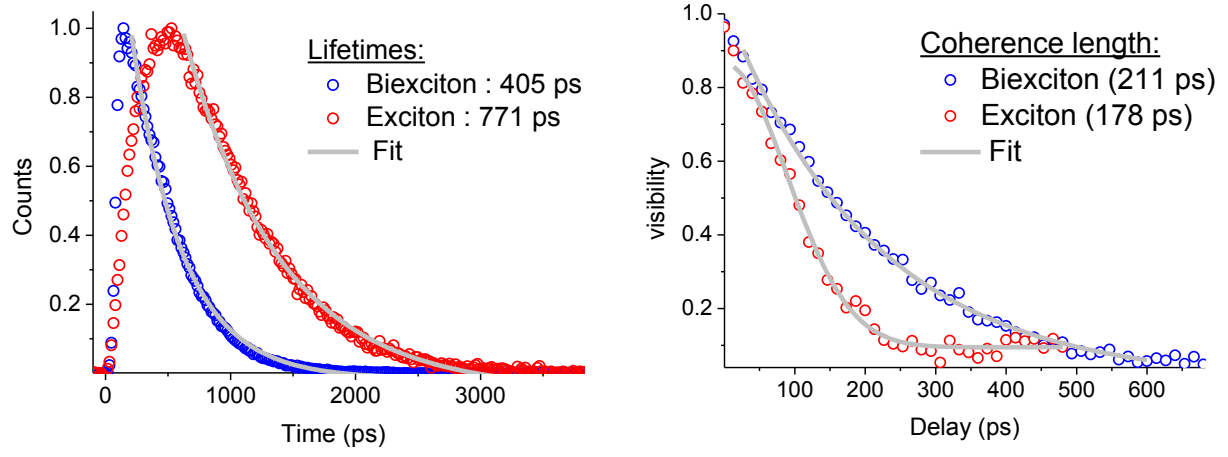 Lifetimes:
Biexciton : 405 ps
Exciton : 771 ps
Fit
1.0
0.8
0.6
0.4
0.2
Counts
0
1000
2000
3000
Time (ps)
Coherence length:
Biexciton (211 ps)
Exciton (178 ps)
Fit
1.0
0.8
0.6
0.4
0.2
visibility
100
200
300
400
500
600
Delay (ps)